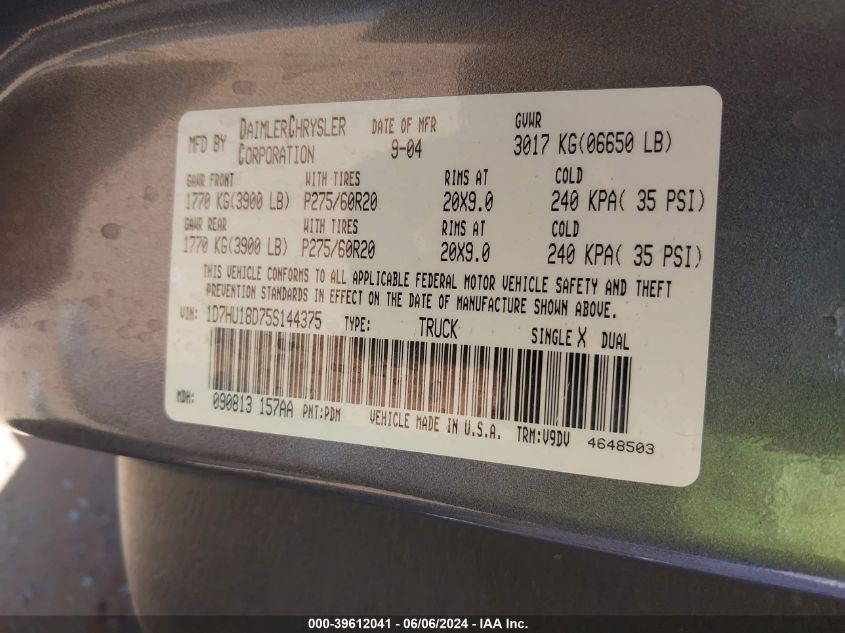 MFD BY DAIMLERCHRYSLER CORPORATION DATE OF MFR 9-04 GVWR 3017 KG(06650 LB)
GAWR FRONT WITH TIRES RIMS AT COLD
1770 KG(3900 LB) P275/60R20 20X9.0 240 KPA( 35 PSI)
GAWR REAR WITH TIRES RIMS AT COLD
1770 KG(3900 LB) P275/60R20 20X9.0 240 KPA( 35 PSI)
THIS VEHICLE CONFORMS TO ALL APPLICABLE FEDERAL MOTOR VEHICLE SAFETY AND THEFT
PREVENTION STANDARDS IN EFFECT ON THE DATE OF MANUFACTURE SHOWN ABOVE.
VIN: 1D7HU18D75S144375 TYPE: TRUCK SINGLE X DUAL
MDH: 090813 157AA PNT:PDM VEHICLE MADE IN U.S.A. TRM:V9DV 4648503
000-39612041 - 06/06/2024 - IAA Inc.